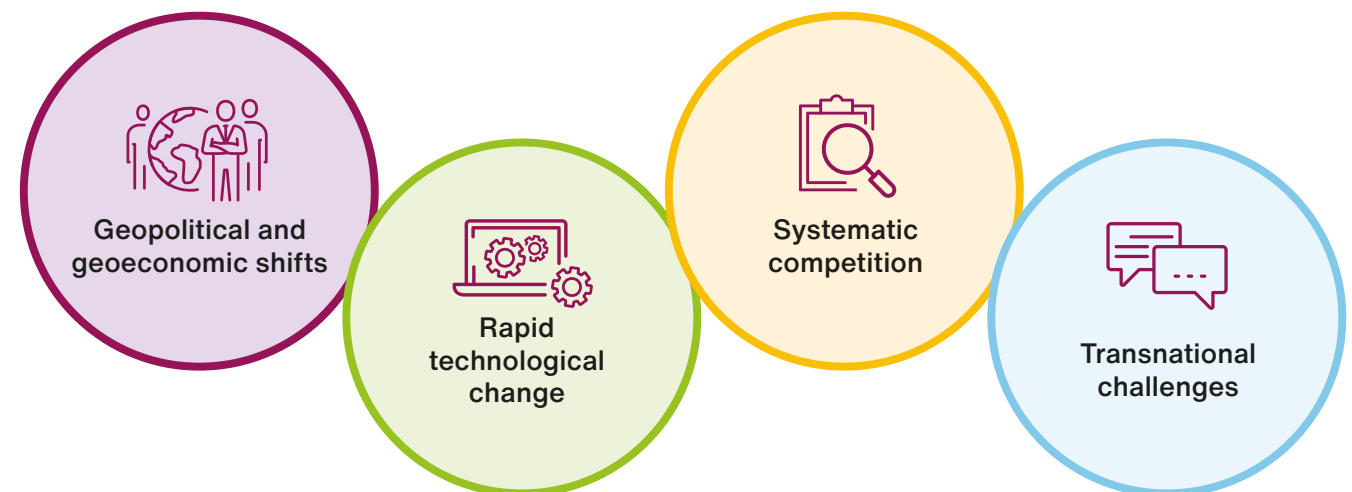 Geopolitical and
geoeconomic shifts
Rapid
technological
change
Systematic
competition
Transnational
challenges